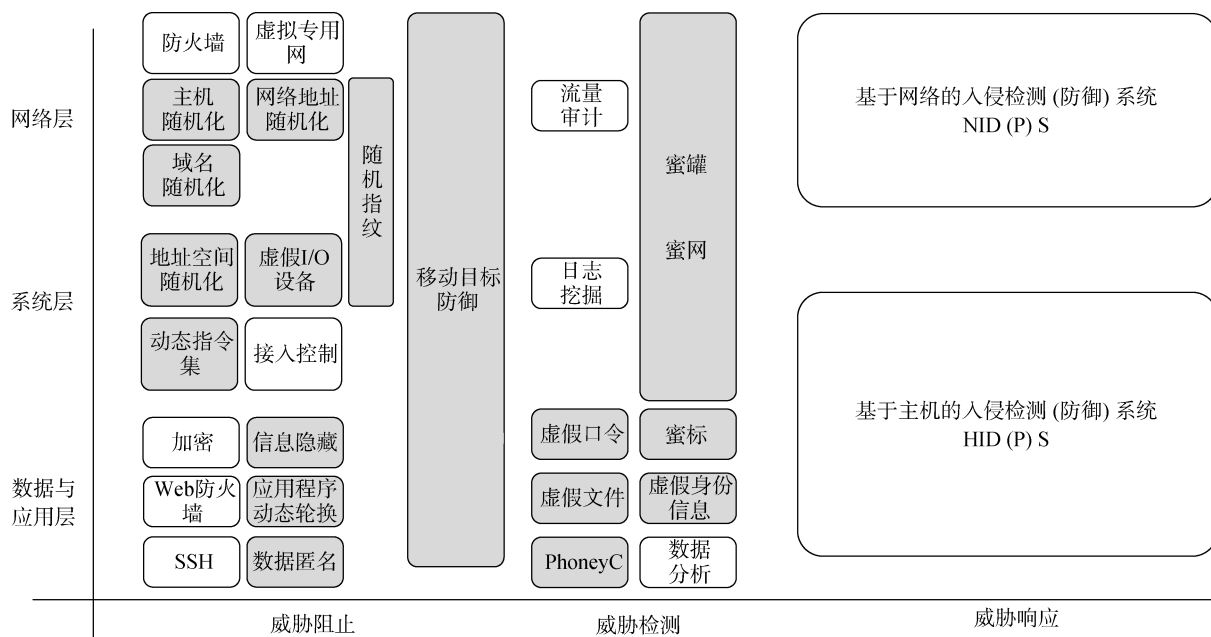 防火墙
虚拟专用
网
网络层
主机
随机化
网络地址
随机化
域名
随机化
随机指纹
系统层
地址空间
随机化
虚假I/O
设备
动态指令
集
接入控制
数据与
应用层
加密
信息隐藏
Web防火
墙
应用程序
动态轮换
SSH
数据匿名
移动目标
防御
流量
审计
日志
挖掘
蜜罐
蜜网
虚假口令
蜜标
虚假文件
虚假身份
信息
PhoneyC
数据
分析
基于网络的入侵检测 (防御) 系统
NID (P) S
基于主机的入侵检测 (防御) 系统
HID (P) S
威胁阻止
威胁检测
威胁响应